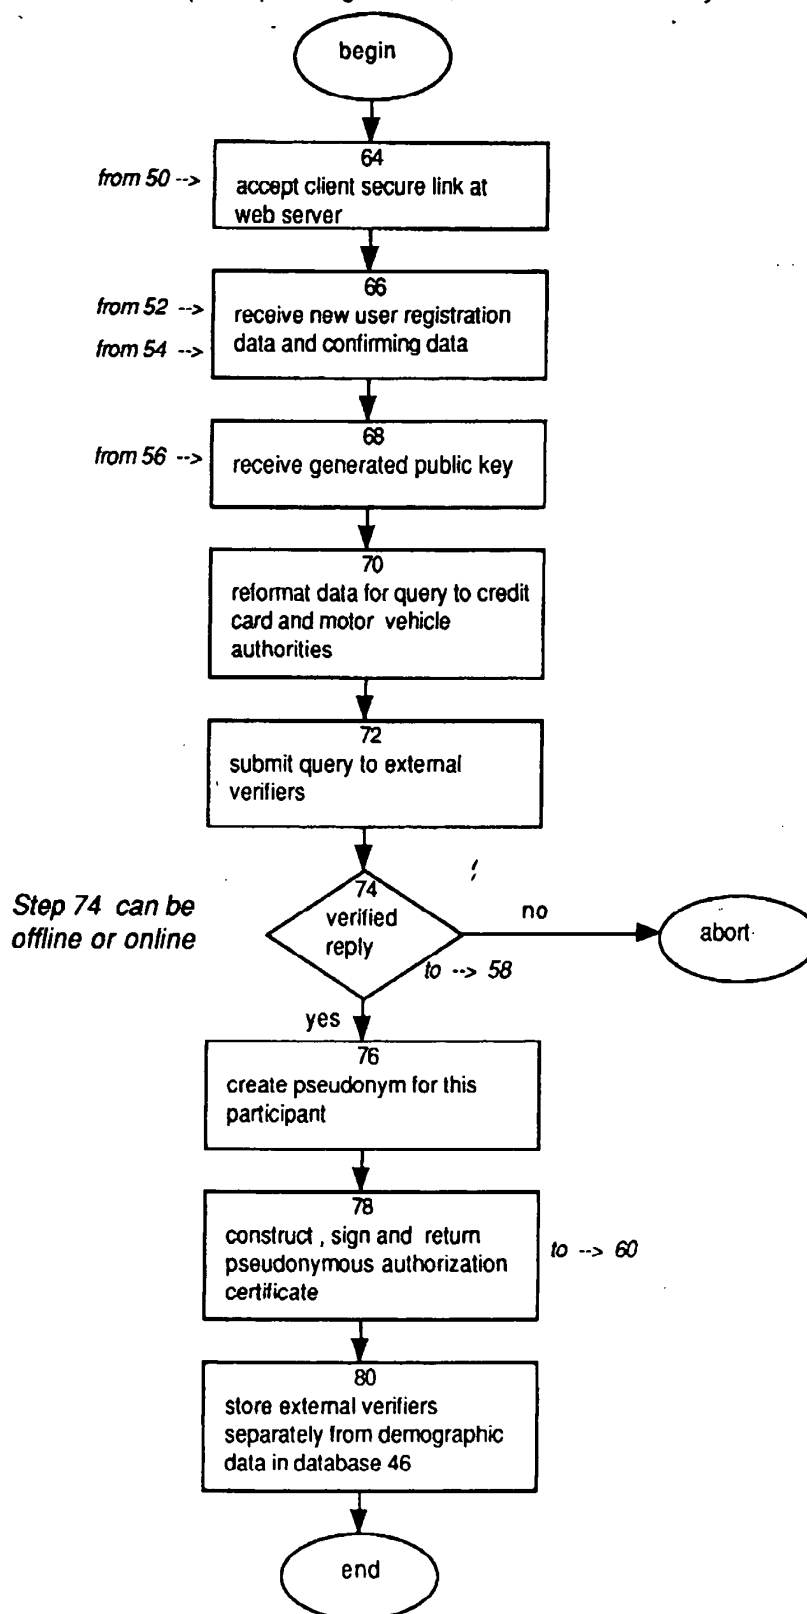 begin
64
from 50 -->
accept client secure link at
web server
66
from 52 -->
receive new user registration
from 54 -->
data and confirming data
68
from 56 -->
receive generated public key
70
reformat data for query to credit
card and motor vehicle
authorities
72
submit query to external
verifiers
Step 74 can be
offline or online
74
verified
reply
no
abort
to --> 58
yes
76
create pseudonym for this
participant
78
construct , sign and return
pseudonymous authorization
certificate
to --> 60
80
store external verifiers
separately from demographic
data in database 46
end